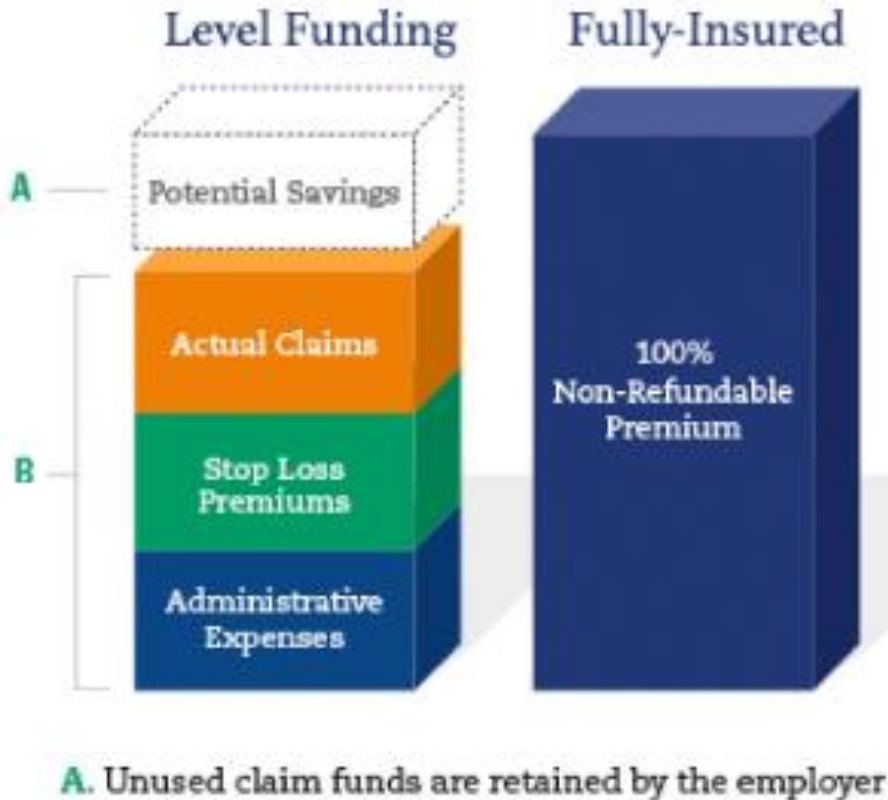 Level Funding
Fully-Insured
A
Potential Savings
Actual Claims
B
Stop Loss
Premiums
Administrative
Expenses
100%
Non-Refundable
Premium
A. Unused claim funds are retained by the employer